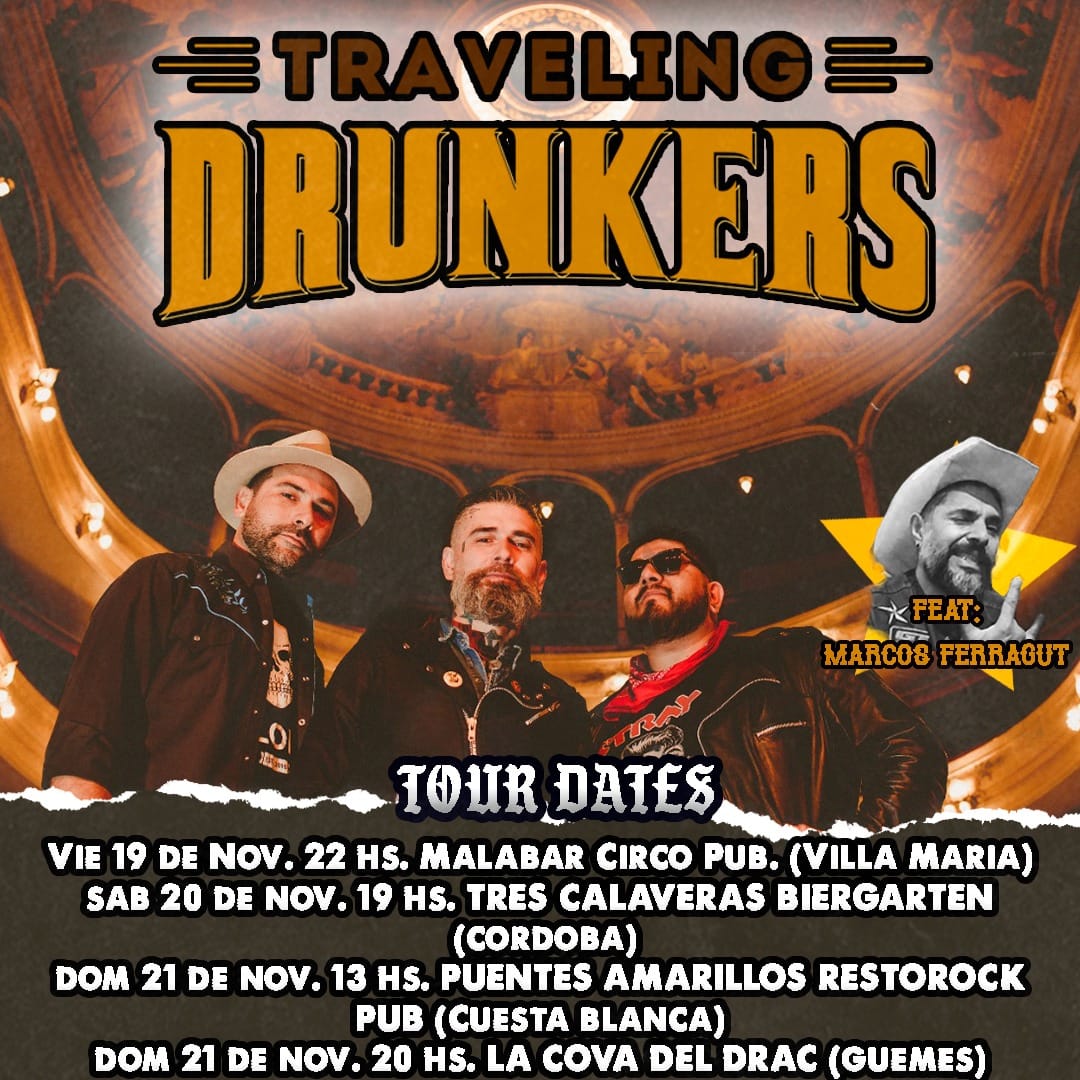 TRAVELING
DRUNKERS
FEAT:
MARCOS FERRAGUT
STRAY
TOUR DATES
VIE 19 DE NOV. 22 HS. MALABAR CIRCO PUB. (VILLA MARIA)
SAB 20 DE NOV. 19 HS. TRES CALAVERAS BIERGARTEN
(CORDOBA)
DOM 21 DE NOV. 13 HS. PUENTES AMARILLOS RESTOROCK
PUB (CUESTA BLANCA)
DOM 21 DE NOV. 20 HS. LA COVA DEL DRAC (GUEMES)